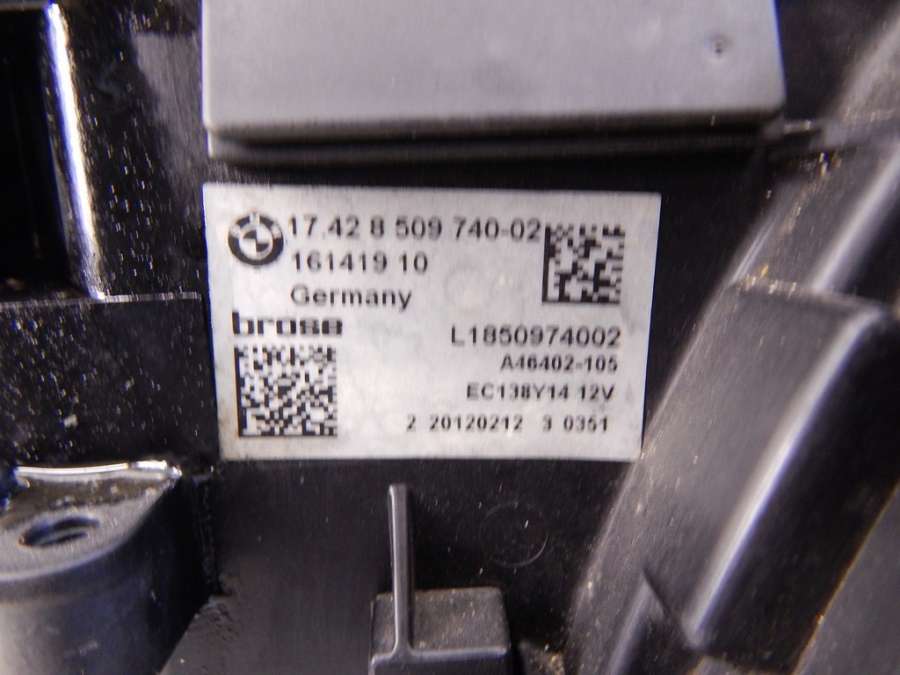 BMW
17.42 8 509 740-02
161419 10
Germany
brose
L1850974002
A46402-105
EC138Y14 12V
2 20120212 3 0351